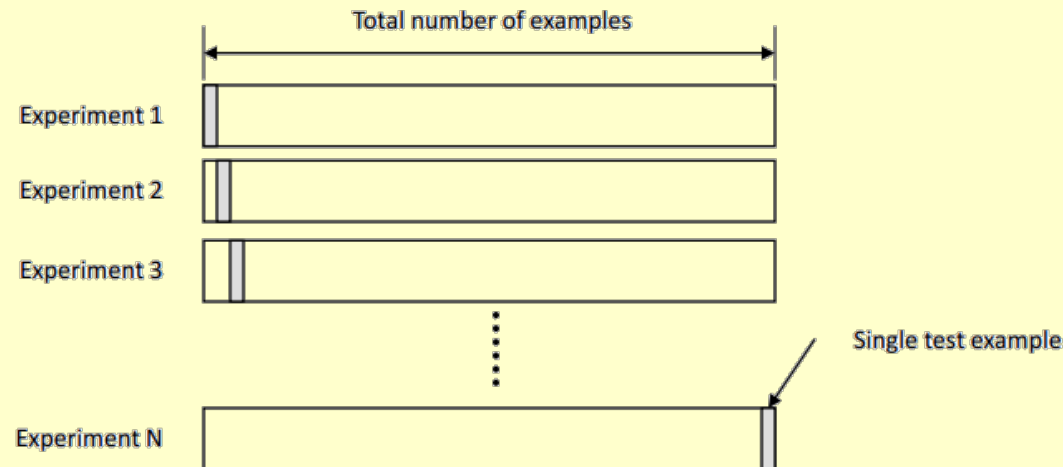 Total number of examples
Experiment 1
Experiment 2
Experiment 3
Single test example
Experiment N